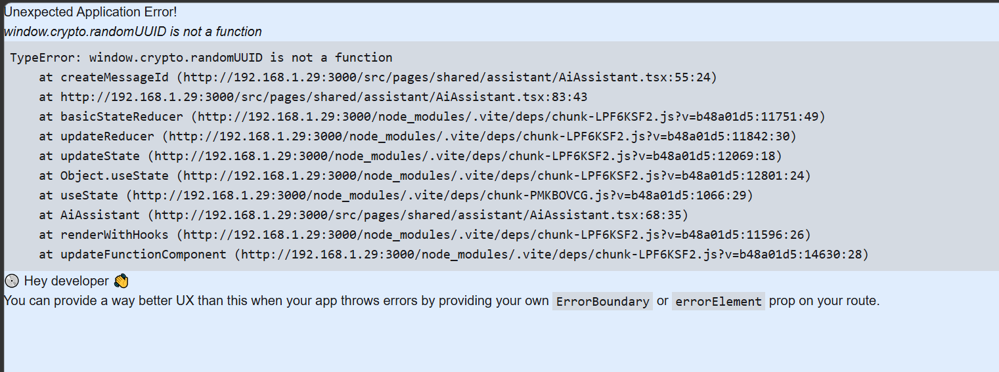 Unexpected Application Error!
window.crypto.randomUUID is not a function
TypeError: window.crypto.randomUUID is not a function
    at createMessageId (http://192.168.1.29:3000/src/pages/shared/assistant/AiAssistant.tsx:55:24)
    at http://192.168.1.29:3000/src/pages/shared/assistant/AiAssistant.tsx:83:43
    at basicStateReducer (http://192.168.1.29:3000/node_modules/.vite/deps/chunk-LPF6KSF2.js?v=b48a01d5:11751:49)
    at updateReducer (http://192.168.1.29:3000/node_modules/.vite/deps/chunk-LPF6KSF2.js?v=b48a01d5:11842:30)
    at updateState (http://192.168.1.29:3000/node_modules/.vite/deps/chunk-LPF6KSF2.js?v=b48a01d5:12069:18)
    at Object.useState (http://192.168.1.29:3000/node_modules/.vite/deps/chunk-LPF6KSF2.js?v=b48a01d5:12801:24)
    at useState (http://192.168.1.29:3000/node_modules/.vite/deps/chunk-PMKBOVCG.js?v=b48a01d5:1066:29)
    at AiAssistant (http://192.168.1.29:3000/src/pages/shared/assistant/AiAssistant.tsx:68:35)
    at renderWithHooks (http://192.168.1.29:3000/node_modules/.vite/deps/chunk-LPF6KSF2.js?v=b48a01d5:11596:26)
    at updateFunctionComponent (http://192.168.1.29:3000/node_modules/.vite/deps/chunk-LPF6KSF2.js?v=b48a01d5:14630:28)
💿 Hey developer 👋
You can provide a way better UX than this when your app throws errors by providing your own ErrorBoundary or errorElement prop on your route.